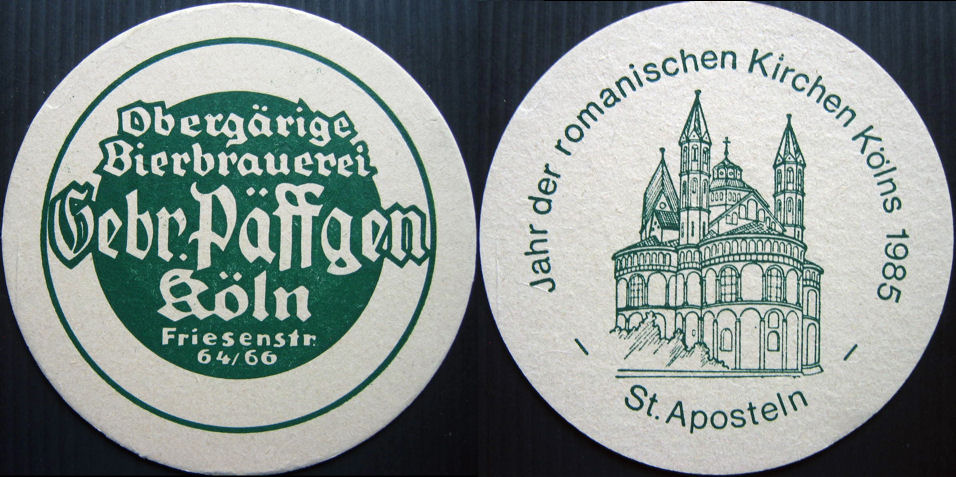 Obergärige
Bierbrauerei
Gebr. Päffgen
Köln
Friesenstr.
64/66
Jahr der romanischen Kirchen Kölns 1985
St. Aposteln